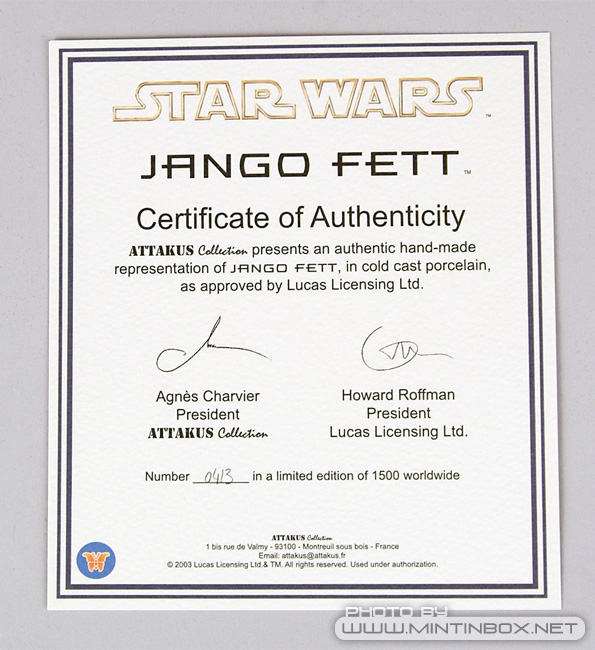 STAR WARS ™
JANGO FETT ™
Certificate of Authenticity
ATTAKUS Collection presents an authentic hand-made
representation of JANGO FETT, in cold cast porcelain,
as approved by Lucas Licensing Ltd.
Agnès Charvier
President
ATTAKUS Collection
Howard Roffman
President
Lucas Licensing Ltd.
Number 0413 in a limited edition of 1500 worldwide
ATTAKUS Collection
1 bis rue de Valmy - 93100 - Montreuil sous bois - France
Email: attakus@attakus.fr
© 2003 Lucas Licensing Ltd.& TM. All rights reserved. Used under authorization.
PHOTO BY
WWW.MINTINBOX.NET